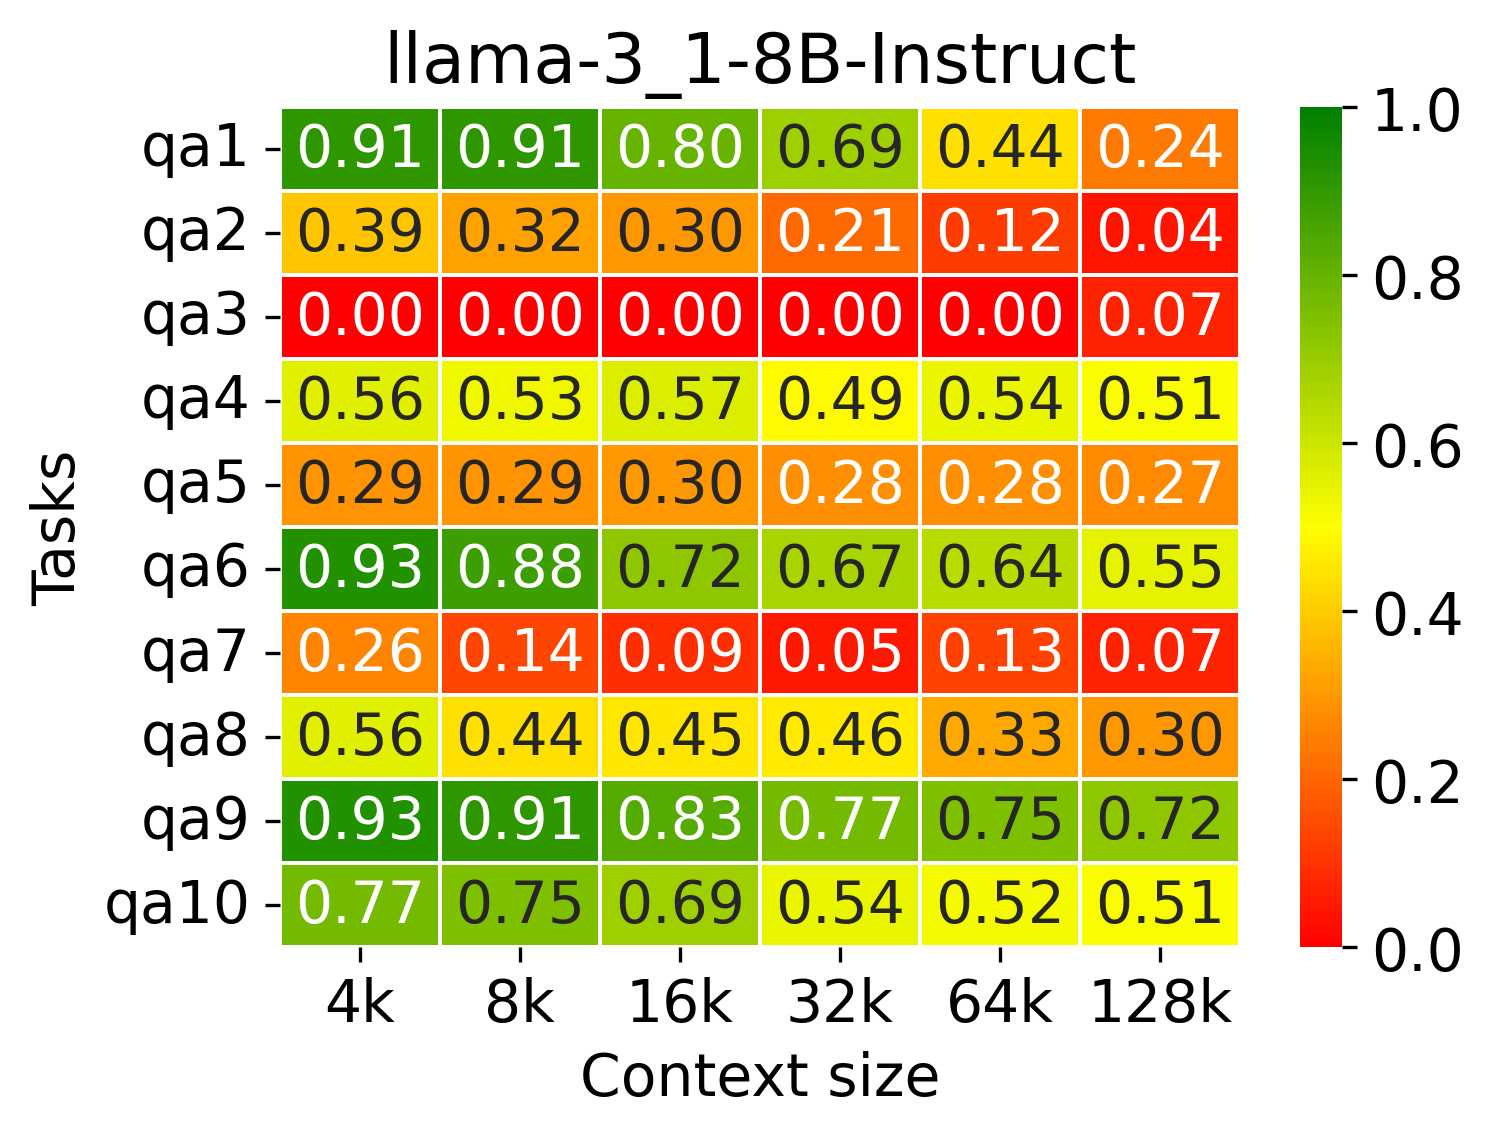 llama-3_1-8B-Instruct
qa1 0.91 0.91 0.80 0.69 0.44 0.24
qa2 0.39 0.32 0.30 0.21 0.12 0.04
qa3 0.00 0.00 0.00 0.00 0.00 0.07
qa4 0.56 0.53 0.57 0.49 0.54 0.51
qa5 0.29 0.29 0.30 0.28 0.28 0.27
qa6 0.93 0.88 0.72 0.67 0.64 0.55
qa7 0.26 0.14 0.09 0.05 0.13 0.07
qa8 0.56 0.44 0.45 0.46 0.33 0.30
qa9 0.93 0.91 0.83 0.77 0.75 0.72
qa10 0.77 0.75 0.69 0.54 0.52 0.51
4k 8k 16k 32k 64k 128k
Context size
Tasks
1.0
0.8
0.6
0.4
0.2
0.0